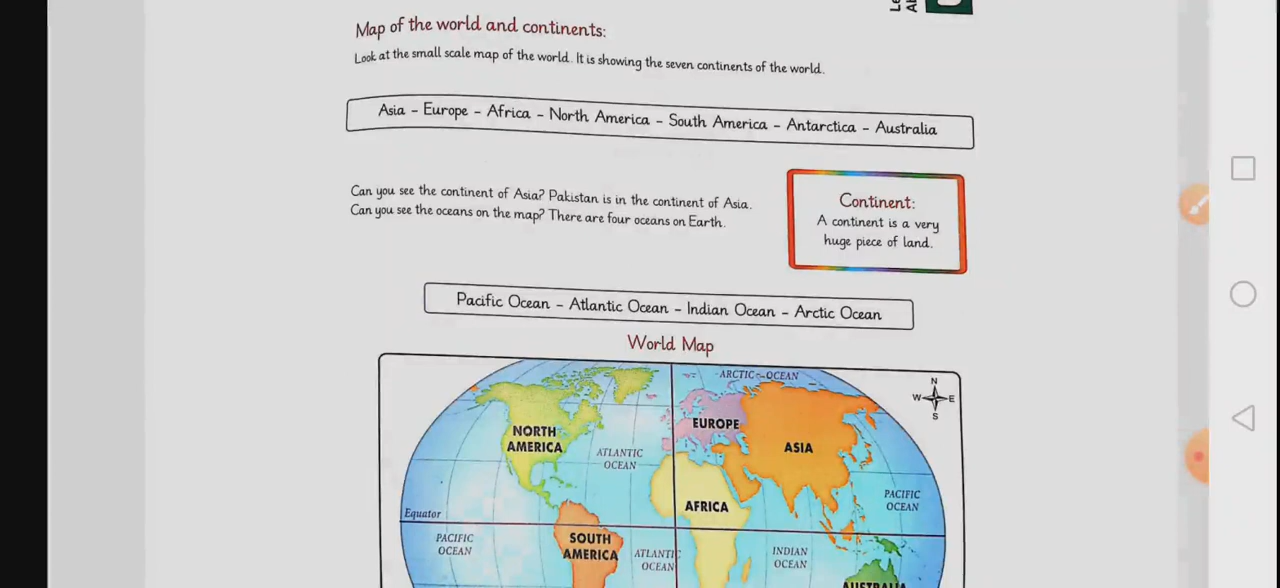 Map of the world and continents:
Look at the small scale map of the world. It is showing the seven continents of the world.
Asia – Europe – Africa – North America – South America – Antarctica – Australia
Can you see the continent of Asia? Pakistan is in the continent of Asia.
Can you see the oceans on the map? There are four oceans on Earth.
Continent:
A continent is a very
huge piece of land.
Pacific Ocean – Atlantic Ocean – Indian Ocean – Arctic Ocean
World Map
ARCTIC OCEAN
N
W E
S
NORTH
AMERICA
EUROPE
ASIA
ATLANTIC
OCEAN
AFRICA
PACIFIC
OCEAN
Equator
PACIFIC
OCEAN
SOUTH
AMERICA
ATLANTIC
OCEAN
INDIAN
OCEAN
AUSTRALIA